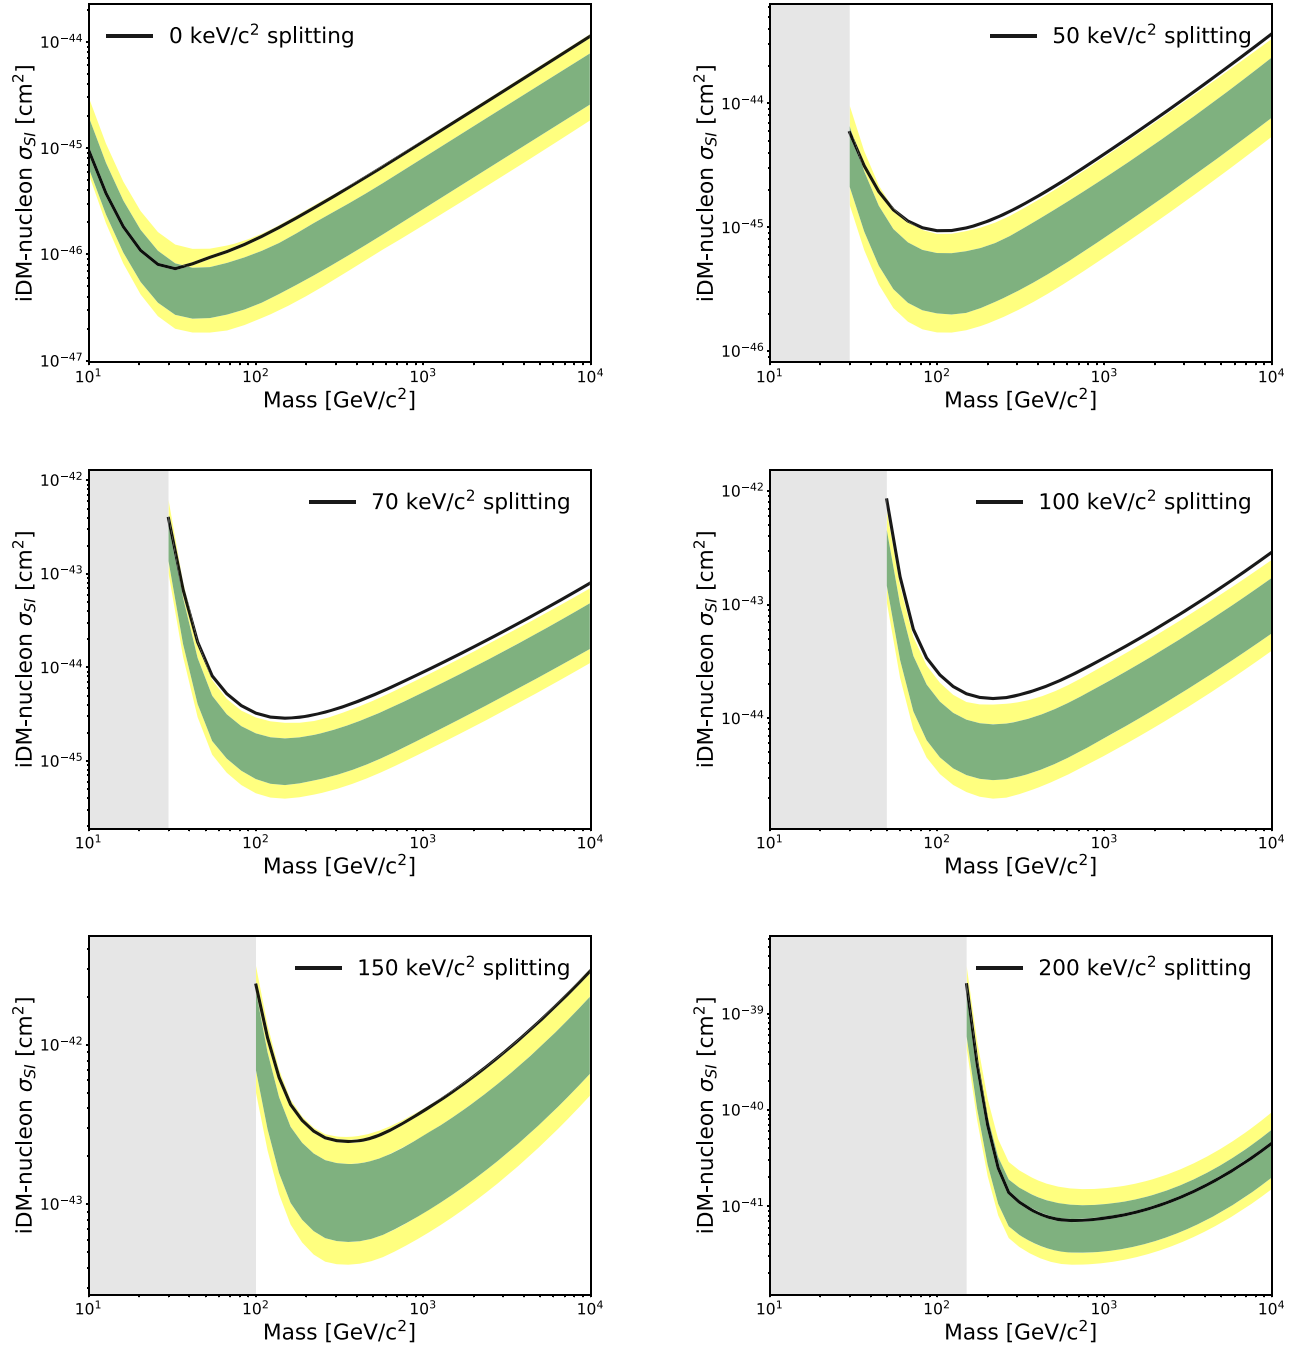 0 keV/c² splitting
iDM-nucleon σ_SI [cm²]
10⁻⁴⁴
10⁻⁴⁵
10⁻⁴⁶
10⁻⁴⁷
10¹ 10² 10³ 10⁴
Mass [GeV/c²]
50 keV/c² splitting
iDM-nucleon σ_SI [cm²]
10⁻⁴⁴
10⁻⁴⁵
10⁻⁴⁶
10¹ 10² 10³ 10⁴
Mass [GeV/c²]
70 keV/c² splitting
iDM-nucleon σ_SI [cm²]
10⁻⁴²
10⁻⁴³
10⁻⁴⁴
10⁻⁴⁵
10¹ 10² 10³ 10⁴
Mass [GeV/c²]
100 keV/c² splitting
iDM-nucleon σ_SI [cm²]
10⁻⁴²
10⁻⁴³
10⁻⁴⁴
10¹ 10² 10³ 10⁴
Mass [GeV/c²]
150 keV/c² splitting
iDM-nucleon σ_SI [cm²]
10⁻⁴²
10⁻⁴³
10¹ 10² 10³ 10⁴
Mass [GeV/c²]
200 keV/c² splitting
iDM-nucleon σ_SI [cm²]
10⁻³⁹
10⁻⁴⁰
10⁻⁴¹
10¹ 10² 10³ 10⁴
Mass [GeV/c²]